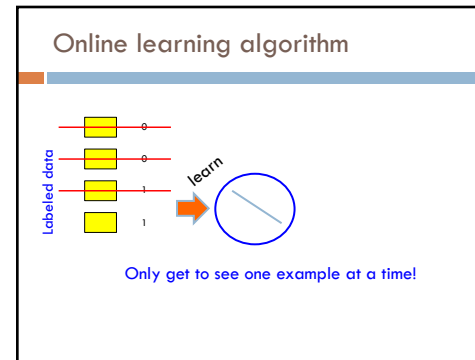 Online learning algorithm
Labeled data
0
0
1
1
learn
Only get to see one example at a time!